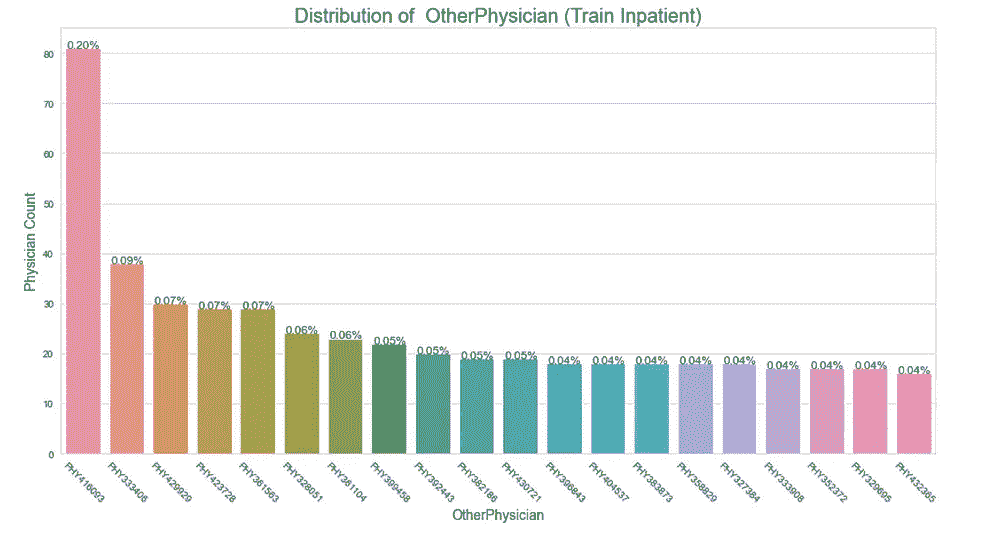 Distribution of  OtherPhysician (Train Inpatient)
Physician Count
80
70
60
50
40
30
20
10
0
0.20%
0.09%
0.07%
0.07%
0.07%
0.06%
0.06%
0.05%
0.05%
0.05%
0.05%
0.04%
0.04%
0.04%
0.04%
0.04%
0.04%
0.04%
0.04%
0.04%
PHY416093
PHY333406
PHY429929
PHY423728
PHY361563
PHY328051
PHY361104
PHY390458
PHY392443
PHY382186
PHY430721
PHY396843
PHY404537
PHY383873
PHY358829
PHY327384
PHY333908
PHY352372
PHY329695
PHY432365
OtherPhysician